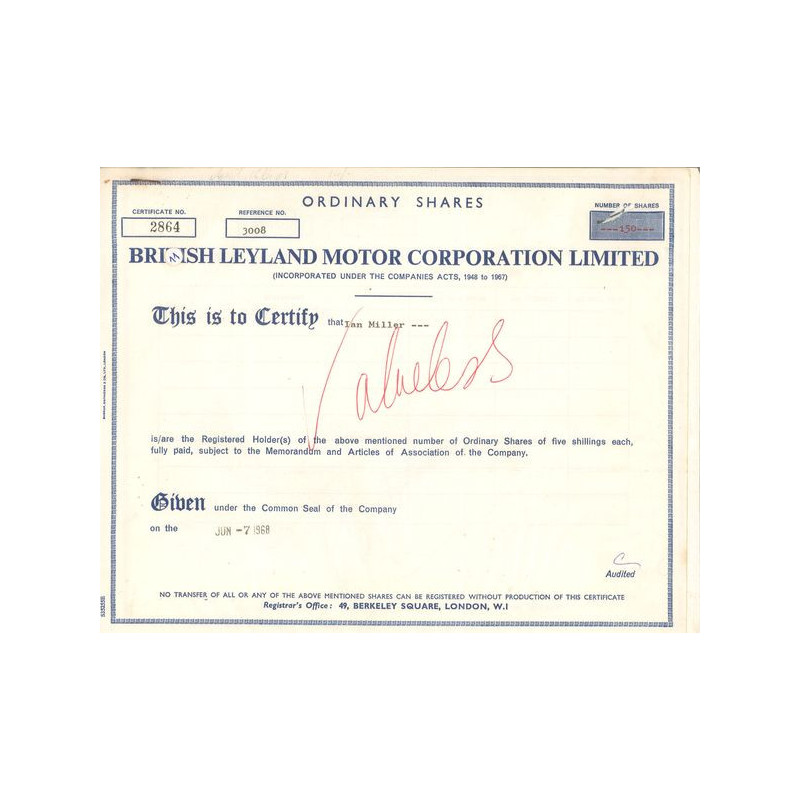 ORDINARY SHARES
CERTIFICATE NO.
2864
REFERENCE NO.
3008
NUMBER OF SHARES
---150---
BRITISH LEYLAND MOTOR CORPORATION LIMITED
(INCORPORATED UNDER THE COMPANIES ACTS, 1948 to 1967)
This is to Certify that Ian Miller ---
Valueless
is/are the Registered Holder(s) of the above mentioned number of Ordinary Shares of five shillings each,
fully paid, subject to the Memorandum and Articles of Association of the Company.
Given under the Common Seal of the Company
on the JUN -7 1968
Audited
NO TRANSFER OF ALL OR ANY OF THE ABOVE MENTIONED SHARES CAN BE REGISTERED WITHOUT PRODUCTION OF THIS CERTIFICATE
Registrar's Office: 49, BERKELEY SQUARE, LONDON, W.I